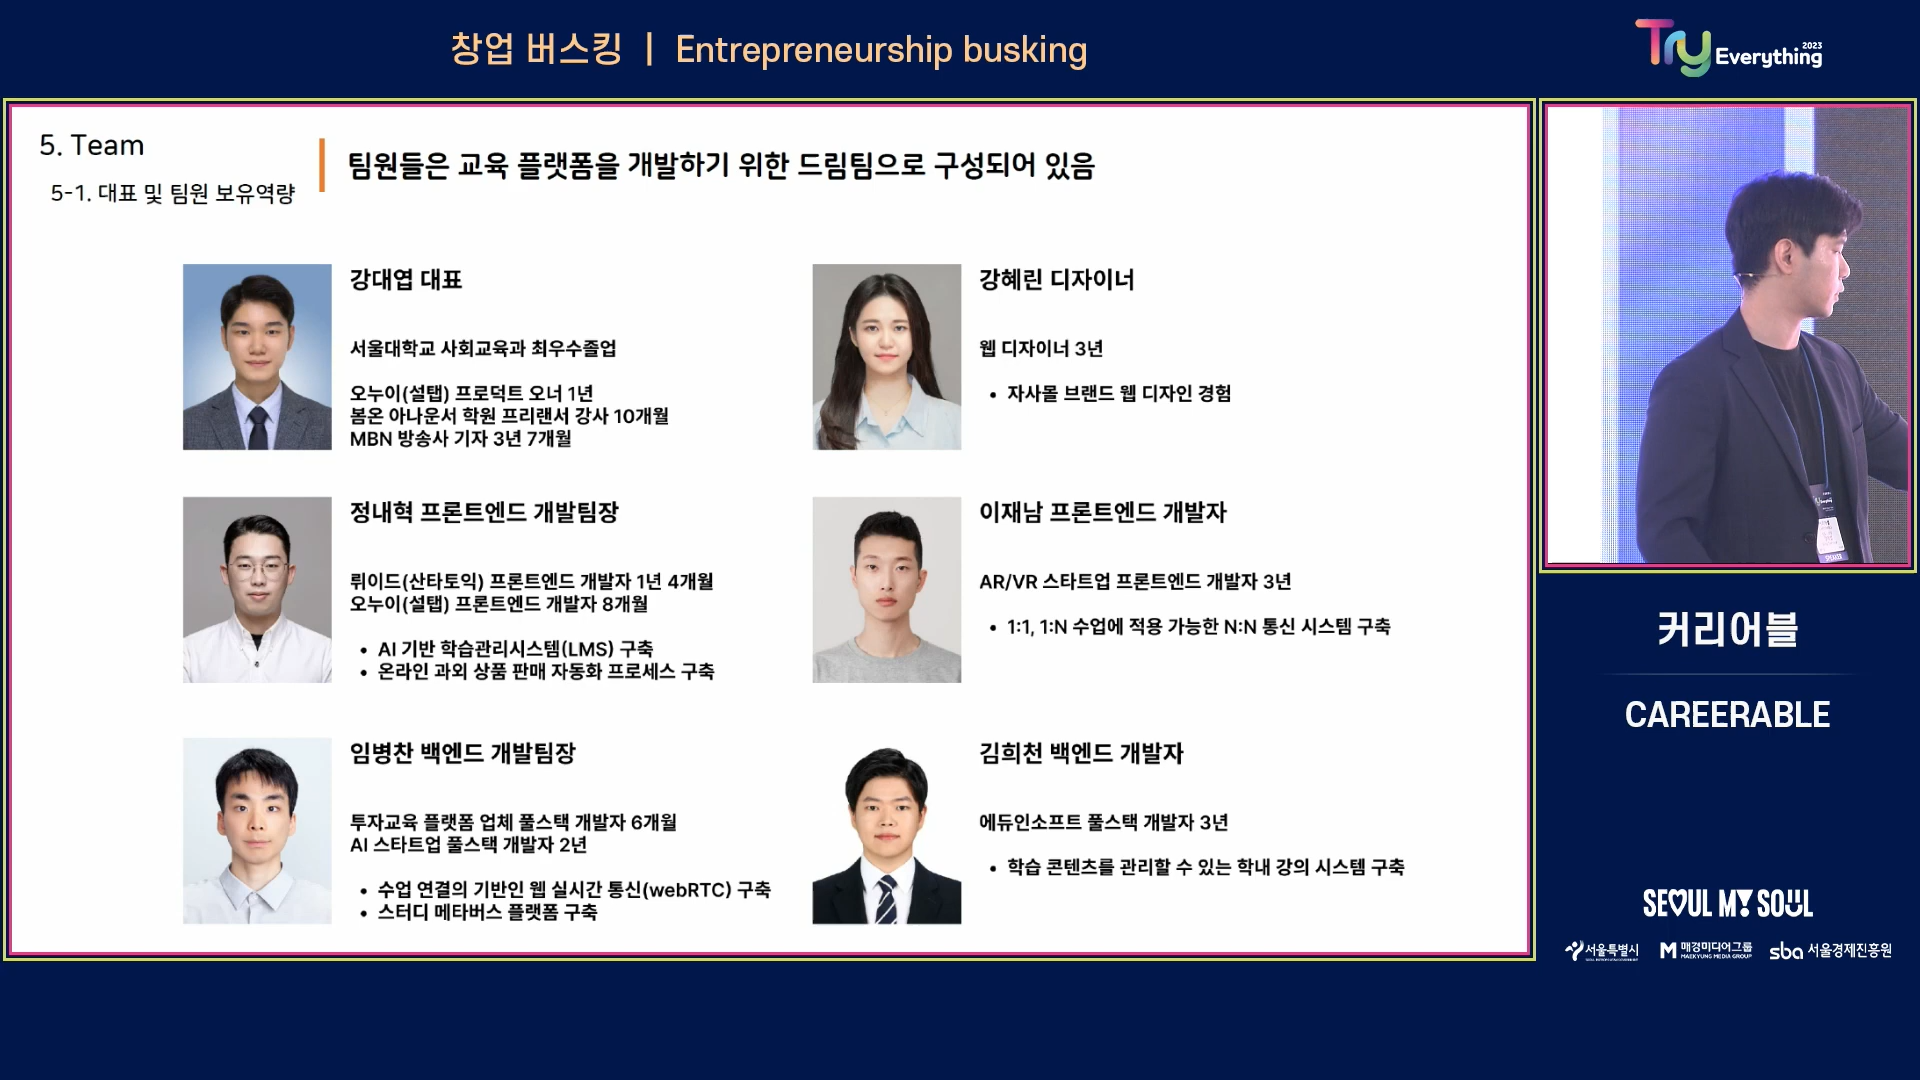 창업 버스킹 | Entrepreneurship busking
Try Everything 2023
5. Team
5-1. 대표 및 팀원 보유역량
팀원들은 교육 플랫폼을 개발하기 위한 드림팀으로 구성되어 있음
강대엽 대표
서울대학교 사회교육과 최우수졸업
오누이(설탭) 프로덕트 오너 1년
봄온 아나운서 학원 프리랜서 강사 10개월
MBN 방송사 기자 3년 7개월
강혜린 디자이너
웹 디자이너 3년
• 자사몰 브랜드 웹 디자인 경험
정내혁 프론트엔드 개발팀장
뤼이드(산타토익) 프론트엔드 개발자 1년 4개월
오누이(설탭) 프론트엔드 개발자 8개월
• AI 기반 학습관리시스템(LMS) 구축
• 온라인 과외 상품 판매 자동화 프로세스 구축
이재남 프론트엔드 개발자
AR/VR 스타트업 프론트엔드 개발자 3년
• 1:1, 1:N 수업에 적용 가능한 N:N 통신 시스템 구축
임병찬 백엔드 개발팀장
투자교육 플랫폼 업체 풀스택 개발자 6개월
AI 스타트업 풀스택 개발자 2년
• 수업 연결의 기반인 웹 실시간 통신(webRTC) 구축
• 스터디 메타버스 플랫폼 구축
김희천 백엔드 개발자
에듀인소프트 풀스택 개발자 3년
• 학습 콘텐츠를 관리할 수 있는 학내 강의 시스템 구축
커리어블
CAREERABLE
SEOUL MY SOUL
서울특별시
매경미디어그룹
MAEKYUNG MEDIA GROUP
sba 서울경제진흥원